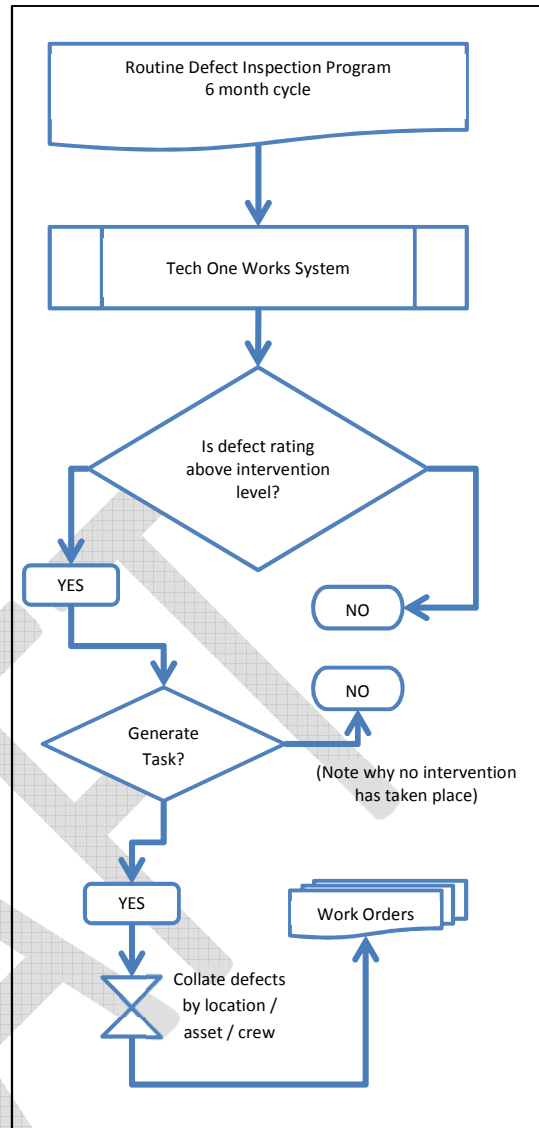 Routine Defect Inspection Program
6 month cycle
Tech One Works System
Is defect rating
above intervention
level?
YES
NO
NO
Generate
Task?
(Note why no intervention
has taken place)
YES
Work Orders
Collate defects
by location /
asset / crew